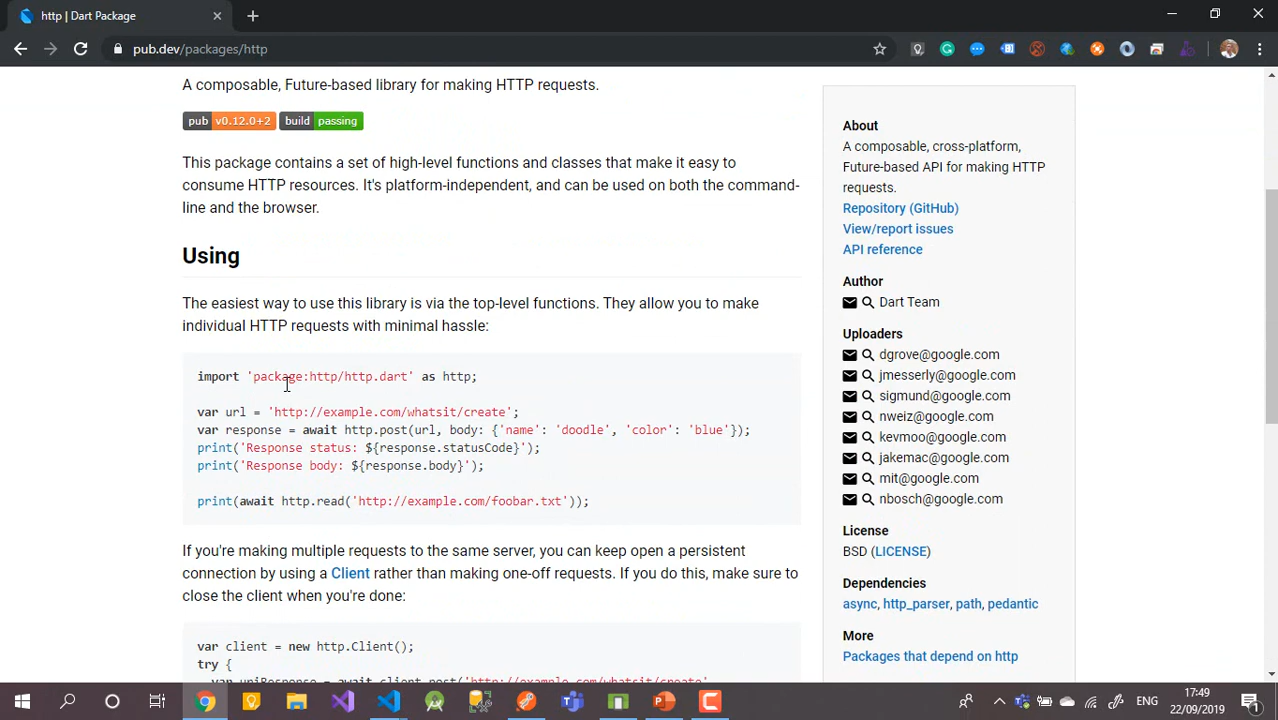 http | Dart Package
pub.dev/packages/http
A composable, Future-based library for making HTTP requests.
pub v0.12.0+2 build passing
This package contains a set of high-level functions and classes that make it easy to
consume HTTP resources. It's platform-independent, and can be used on both the command-
line and the browser.
Using
The easiest way to use this library is via the top-level functions. They allow you to make
individual HTTP requests with minimal hassle:
import 'package:http/http.dart' as http;
var url = 'http://example.com/whatsit/create';
var response = await http.post(url, body: {'name': 'doodle', 'color': 'blue'});
print('Response status: ${response.statusCode}');
print('Response body: ${response.body}');
print(await http.read('http://example.com/foobar.txt'));
If you're making multiple requests to the same server, you can keep open a persistent
connection by using a Client rather than making one-off requests. If you do this, make sure to
close the client when you're done:
var client = new http.Client();
try {
var uriResponse = await client.post('http://example.com/whatsit/create',
About
A composable, cross-platform,
Future-based API for making HTTP
requests.
Repository (GitHub)
View/report issues
API reference
Author
Dart Team
Uploaders
dgrove@google.com
jmesserly@google.com
sigmund@google.com
nweiz@google.com
kevmoo@google.com
jakemac@google.com
mit@google.com
nbosch@google.com
License
BSD (LICENSE)
Dependencies
async, http_parser, path, pedantic
More
Packages that depend on http
ENG
17:49
22/09/2019
1